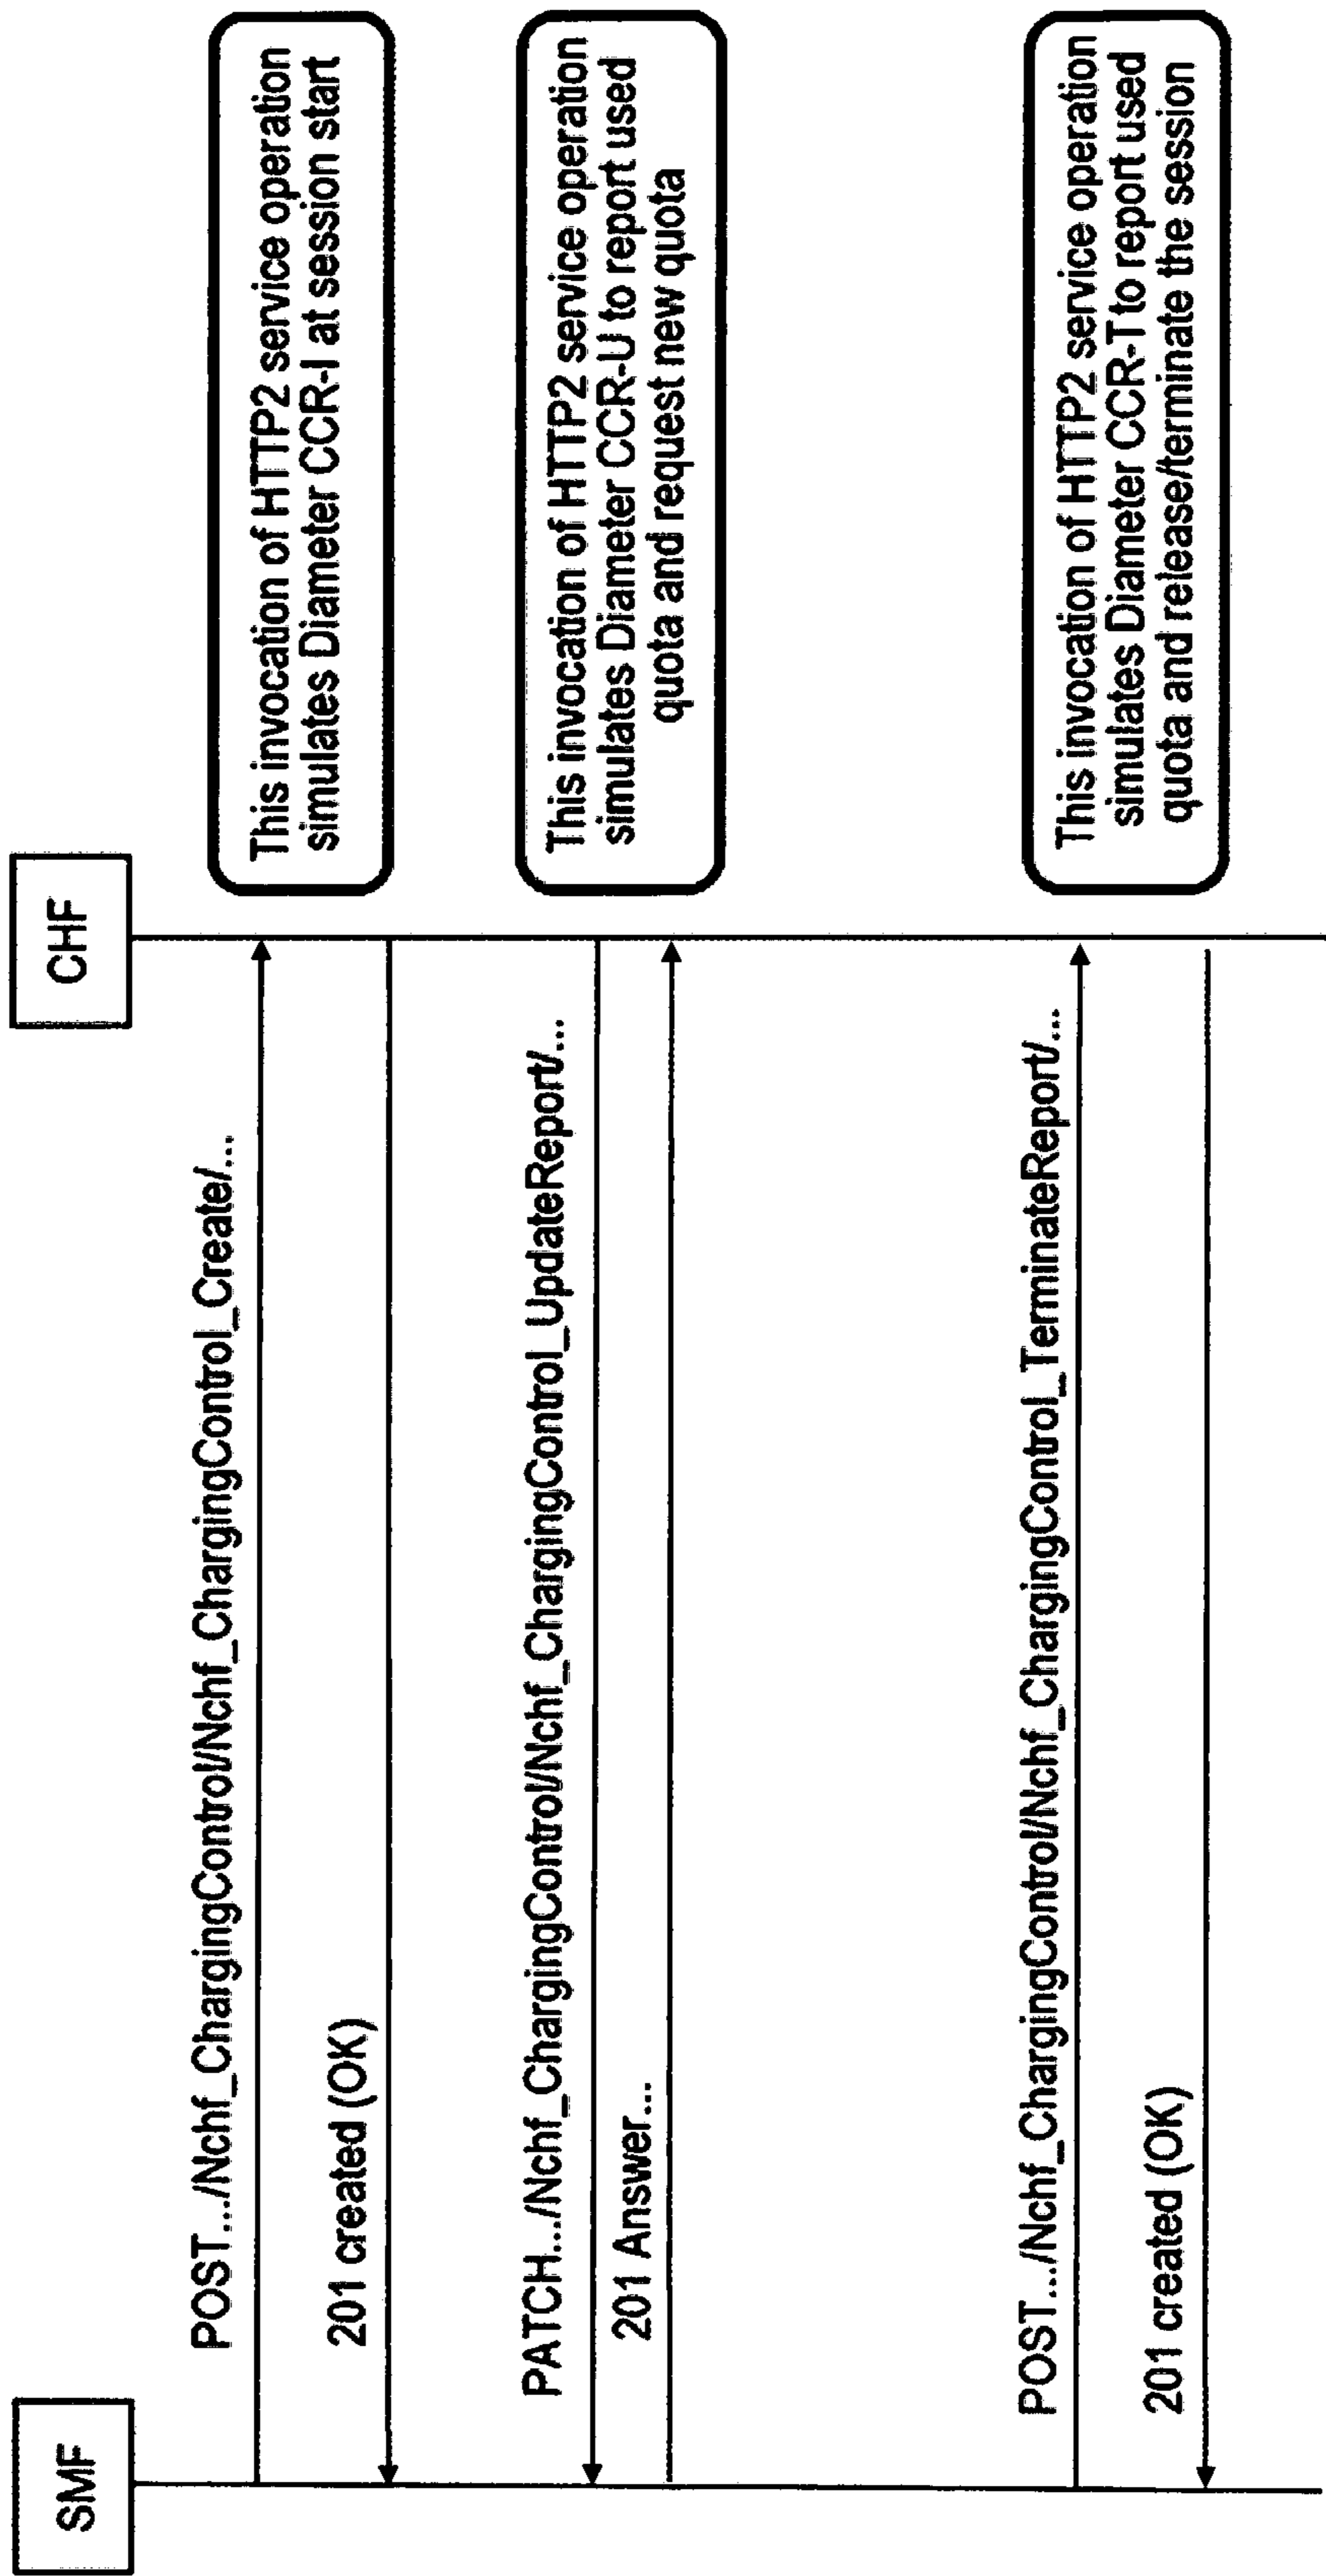 SMF
CHF
POST.../Nchf_ChargingControl/Nchf_ChargingControl_Create/...
This invocation of HTTP2 service operation
simulates Diameter CCR-I at session start
201 created (OK)
PATCH.../Nchf_ChargingControl/Nchf_ChargingControl_UpdateReport/...
This invocation of HTTP2 service operation
simulates Diameter CCR-U to report used
quota and request new quota
201 Answer...
POST.../Nchf_ChargingControl/Nchf_ChargingControl_TerminateReport/...
This invocation of HTTP2 service operation
simulates Diameter CCR-T to report used
quota and release/terminate the session
201 created (OK)